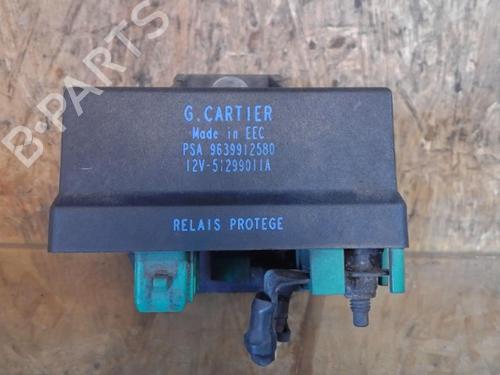 B-PARTS
G.CARTIER
Made in EEC
PSA 9639912580
12V-51299011A
RELAIS PROTEGE